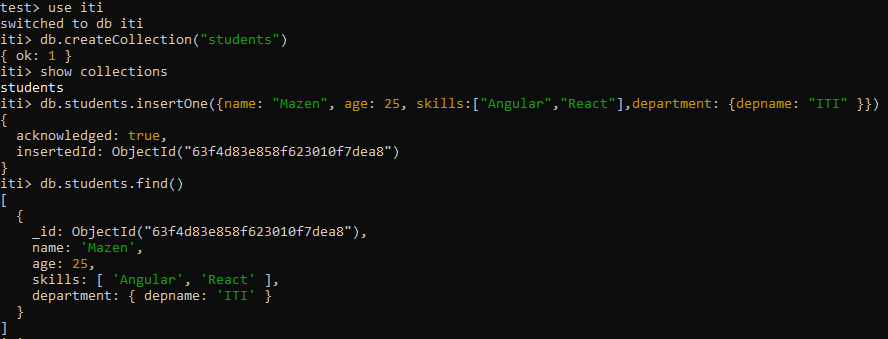 test> use iti
switched to db iti
iti> db.createCollection("students")
{ ok: 1 }
iti> show collections
students
iti> db.students.insertOne({name: "Mazen", age: 25, skills:["Angular","React"],department: {depname: "ITI" }})
{
  acknowledged: true,
  insertedId: ObjectId("63f4d83e858f623010f7dea8")
}
iti> db.students.find()
[
  {
    _id: ObjectId("63f4d83e858f623010f7dea8"),
    name: 'Mazen',
    age: 25,
    skills: [ 'Angular', 'React' ],
    department: { depname: 'ITI' }
  }
]